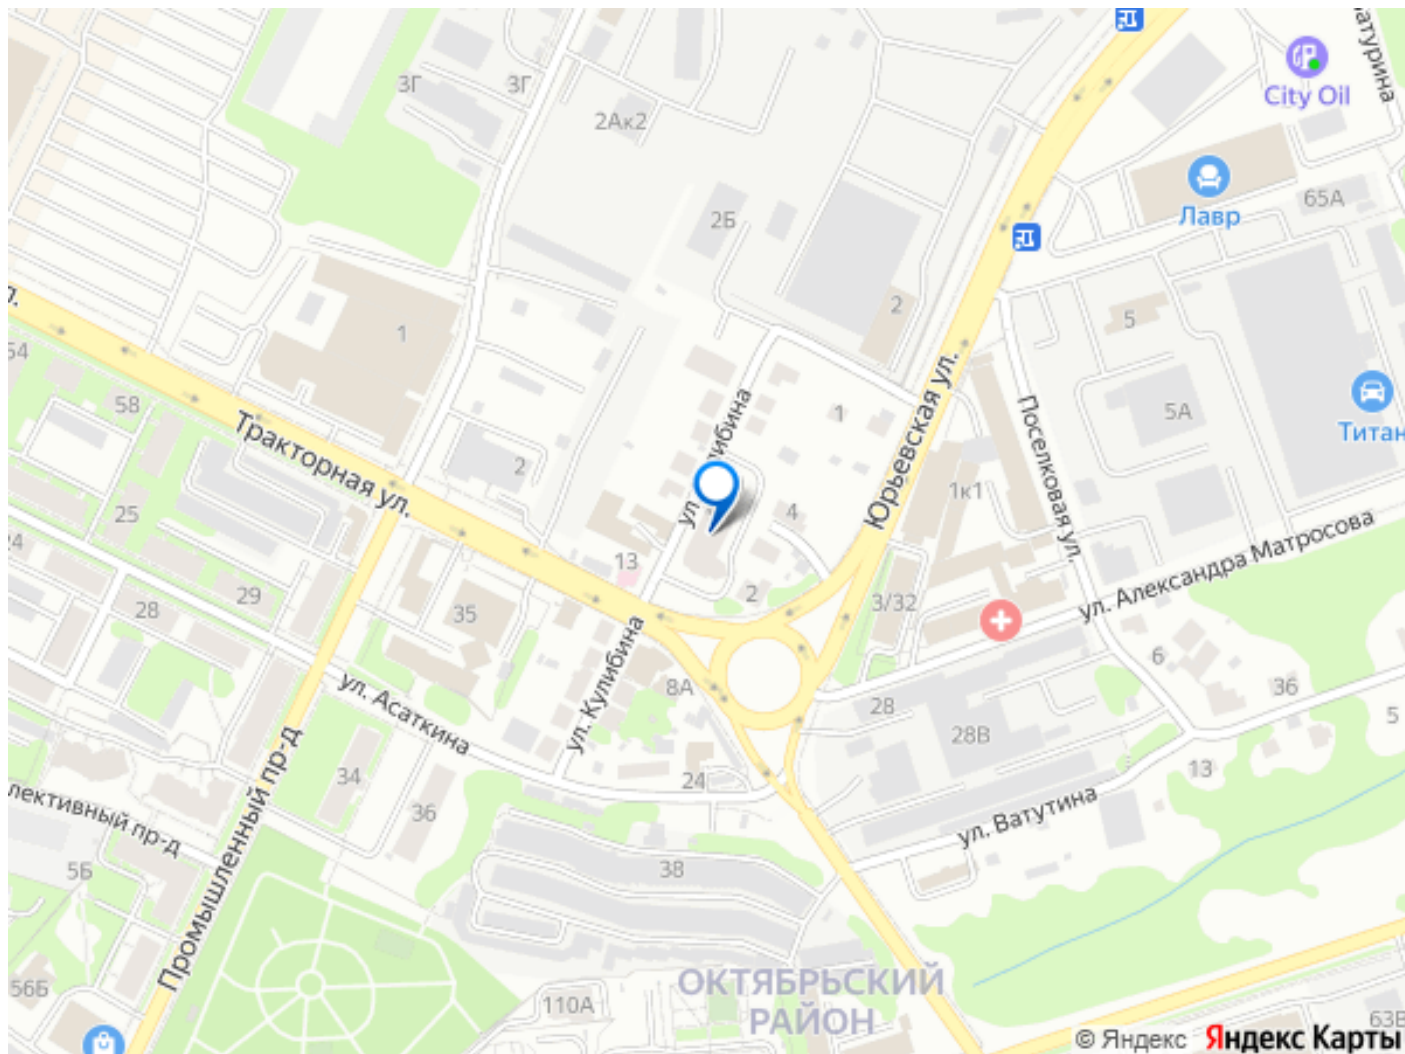 атурина
City Oil
3Г
3Г
2Ак2
Лавр
65А
2Б
2
5
1
л.
54
58
Тракторная ул.
2
ул. Кулибина
1
Юрьевская ул.
Поселковая ул.
5А
Титан
1к1
4
25
24
13
2
3/32
ул. Александра Матросова
28
29
35
ул. Кулибина
8А
6
36
5
28
28В
ул. Асаткина
34
36
24
13
ул. Ватутина
лективный пр-д
Промышленный пр-д
5Б
38
56Б
110А
ОКТЯБРЬСКИЙ
РАЙОН
63В
© Яндекс Яндекс Карты